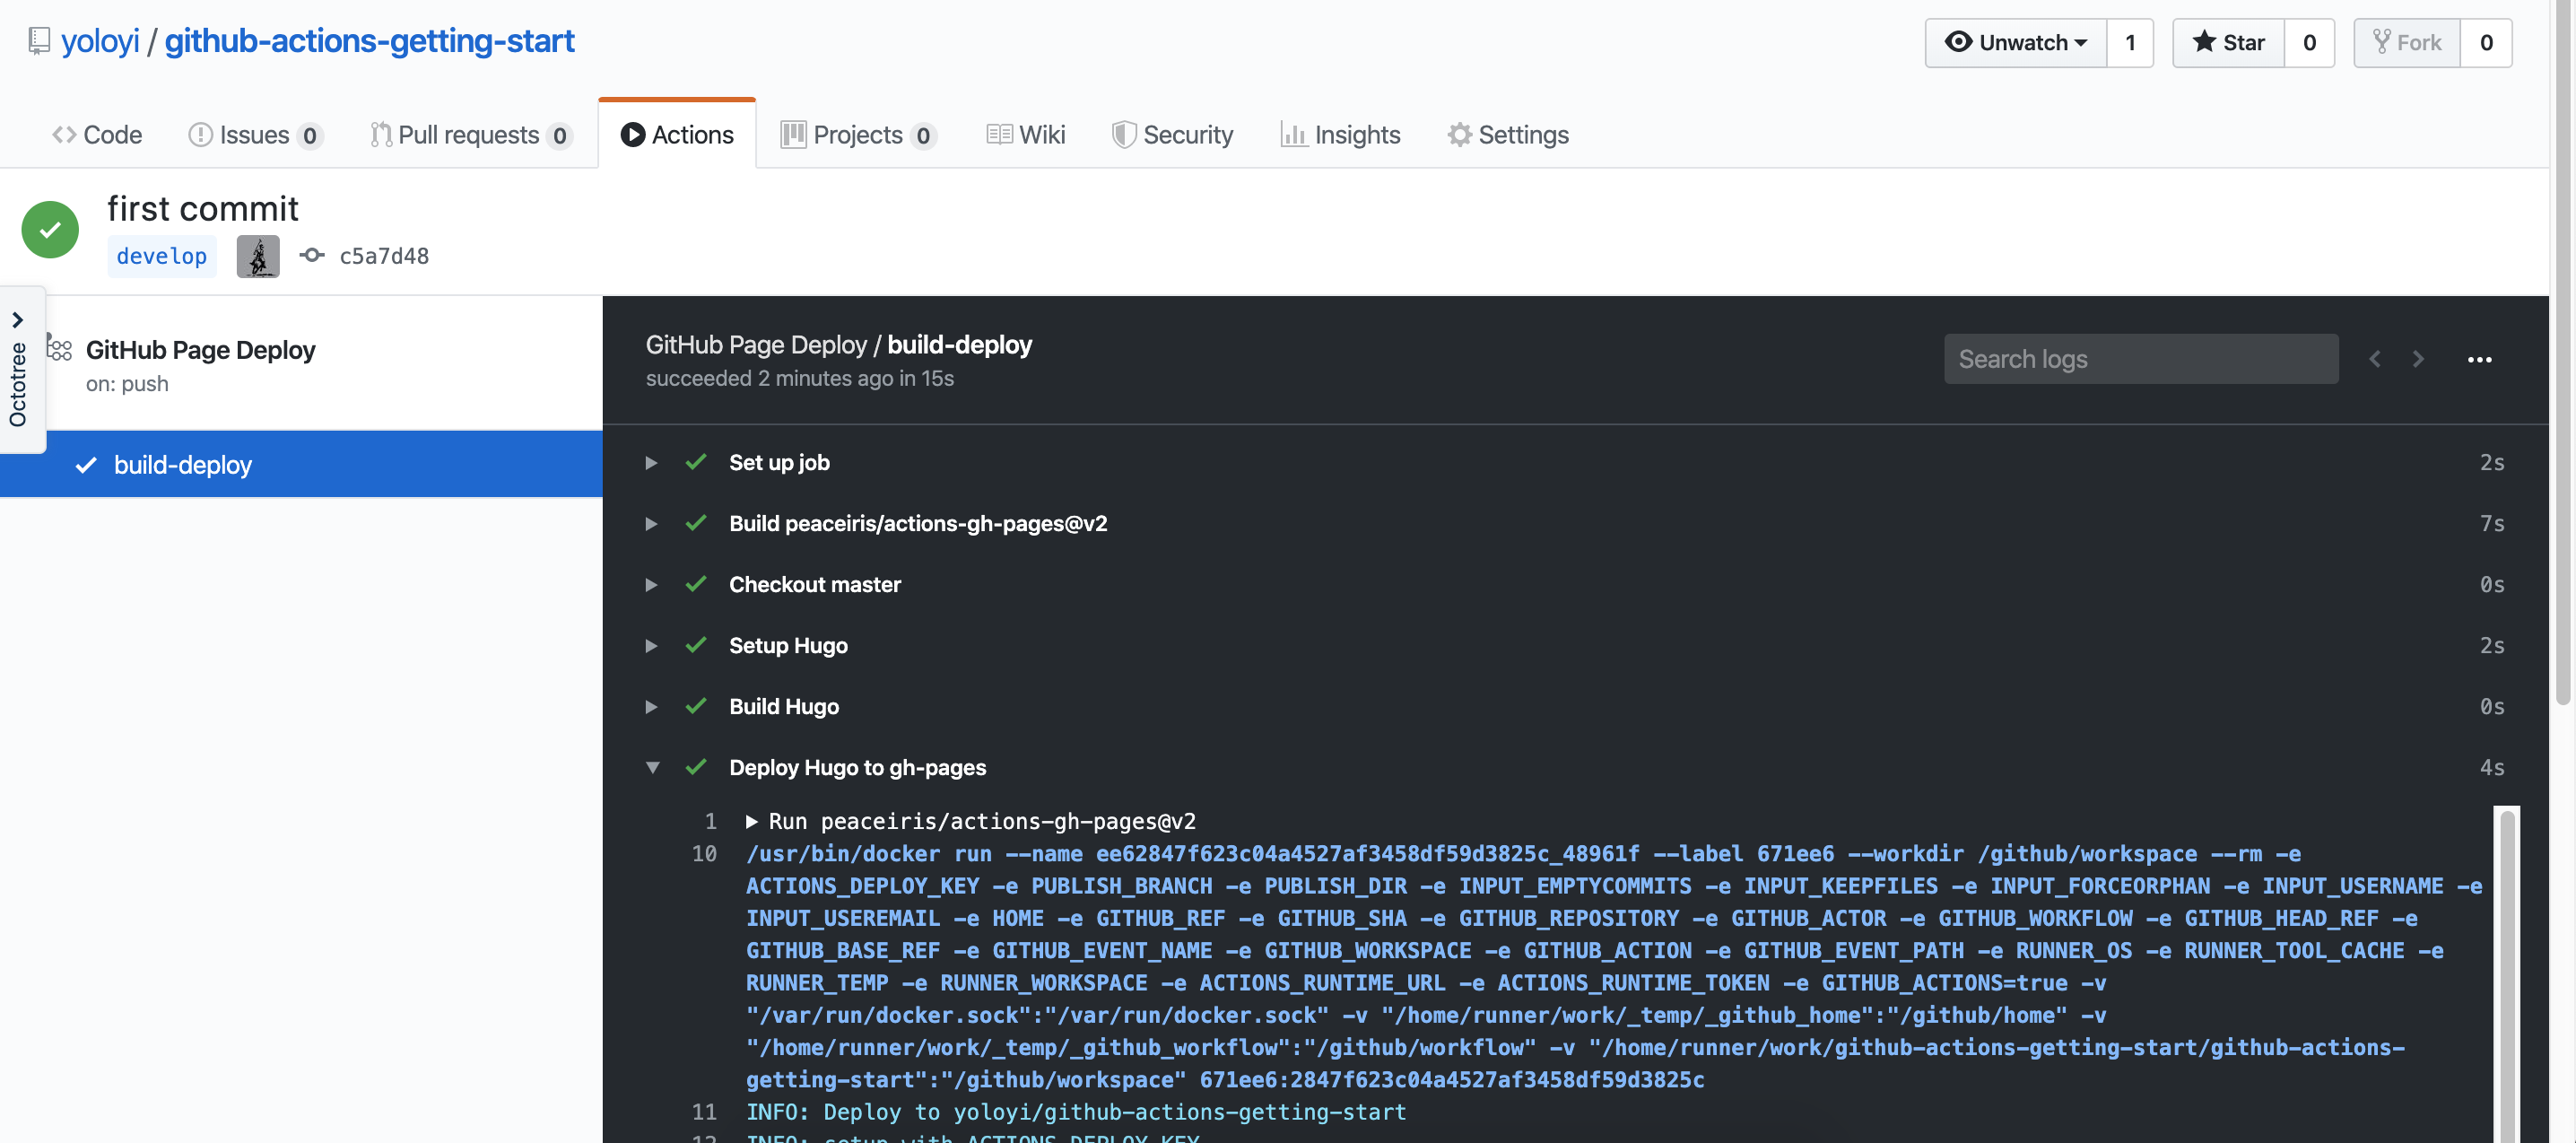 yoloyi / github-actions-getting-start
Unwatch 1 Star 0 Fork 0
Code Issues 0 Pull requests 0 Actions Projects 0 Wiki Security Insights Settings
first commit
develop c5a7d48
Octotree
GitHub Page Deploy
on: push
build-deploy
GitHub Page Deploy / build-deploy
succeeded 2 minutes ago in 15s
Search logs
Set up job 2s
Build peaceiris/actions-gh-pages@v2 7s
Checkout master 0s
Setup Hugo 2s
Build Hugo 0s
Deploy Hugo to gh-pages 4s
1 Run peaceiris/actions-gh-pages@v2
10 /usr/bin/docker run --name ee62847f623c04a4527af3458df59d3825c_48961f --label 671ee6 --workdir /github/workspace --rm -e
ACTIONS_DEPLOY_KEY -e PUBLISH_BRANCH -e PUBLISH_DIR -e INPUT_EMPTYCOMMITS -e INPUT_KEEPFILES -e INPUT_FORCEORPHAN -e INPUT_USERNAME -e
INPUT_USEREMAIL -e HOME -e GITHUB_REF -e GITHUB_SHA -e GITHUB_REPOSITORY -e GITHUB_ACTOR -e GITHUB_WORKFLOW -e GITHUB_HEAD_REF -e
GITHUB_BASE_REF -e GITHUB_EVENT_NAME -e GITHUB_WORKSPACE -e GITHUB_ACTION -e GITHUB_EVENT_PATH -e RUNNER_OS -e RUNNER_TOOL_CACHE -e
RUNNER_TEMP -e RUNNER_WORKSPACE -e ACTIONS_RUNTIME_URL -e ACTIONS_RUNTIME_TOKEN -e GITHUB_ACTIONS=true -v
"/var/run/docker.sock":"/var/run/docker.sock" -v "/home/runner/work/_temp/_github_home":"/github/home" -v
"/home/runner/work/_temp/_github_workflow":"/github/workflow" -v "/home/runner/work/github-actions-getting-start/github-actions-
getting-start":"/github/workspace" 671ee6:2847f623c04a4527af3458df59d3825c
11 INFO: Deploy to yoloyi/github-actions-getting-start
12 INFO: setup with ACTIONS_DEPLOY_KEY